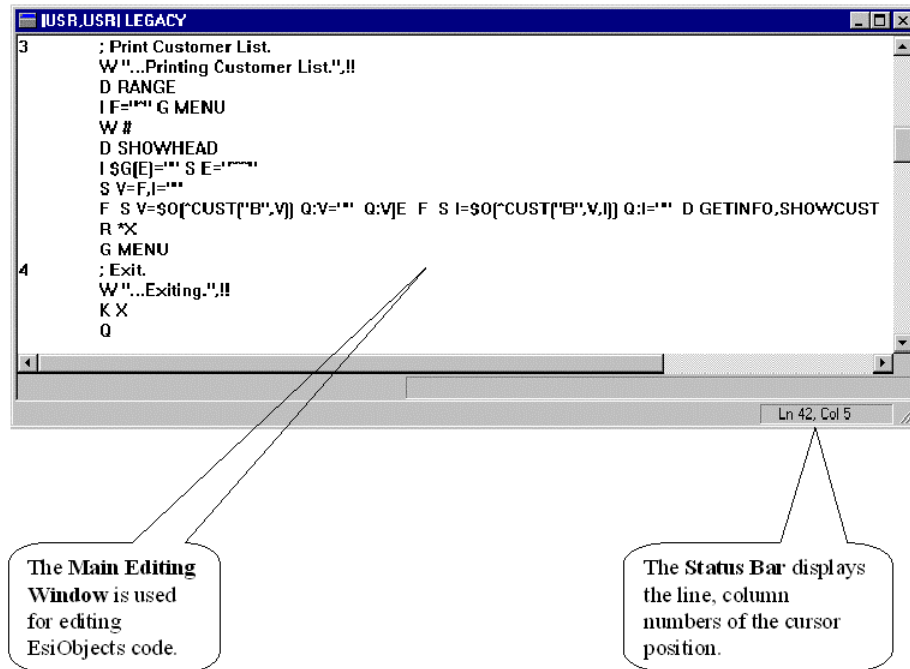 [USR,USR] LEGACY
3 ; Print Customer List.
W "...Printing Customer List.",!!
D RANGE
I F="^" G MENU
W #
D SHOWHEAD
I $G(E)="" S E="~~~"
S V=F,I=""
F  S V=$O(^CUST("B",V)) Q:V=""  Q:V]E  F  S I=$O(^CUST("B",V,I)) Q:I=""  D GETINFO,SHOWCUST
R *X
G MENU
4 ; Exit.
W "...Exiting.",!!
K X
Q
Ln 42, Col 5
The Main Editing
Window is used
for editing
EsiObjects code.
The Status Bar displays
the line, column
numbers of the cursor
position.